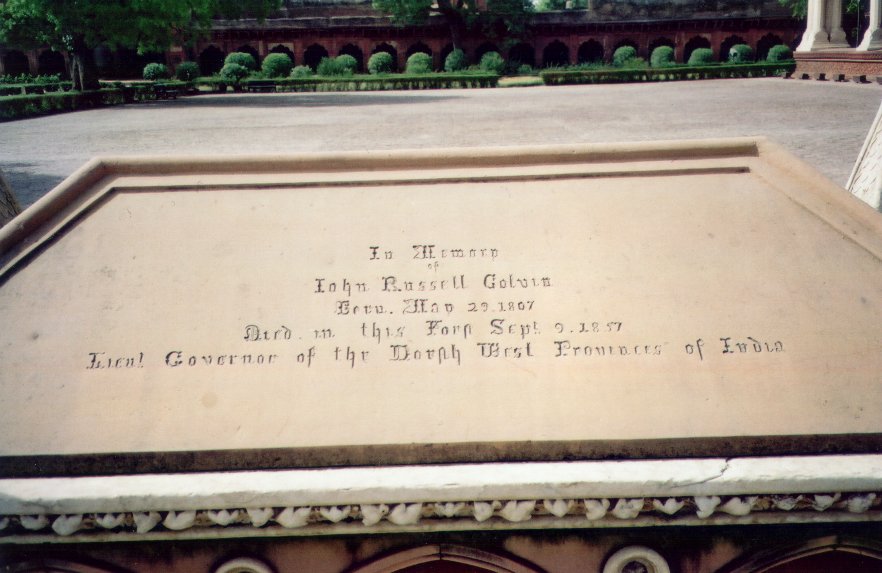 In Memory
of
John Russell Colvin
Born May 29.1807
Died in this Fort Sept 9.1857
Lieut Governor of the North West Provinces of India